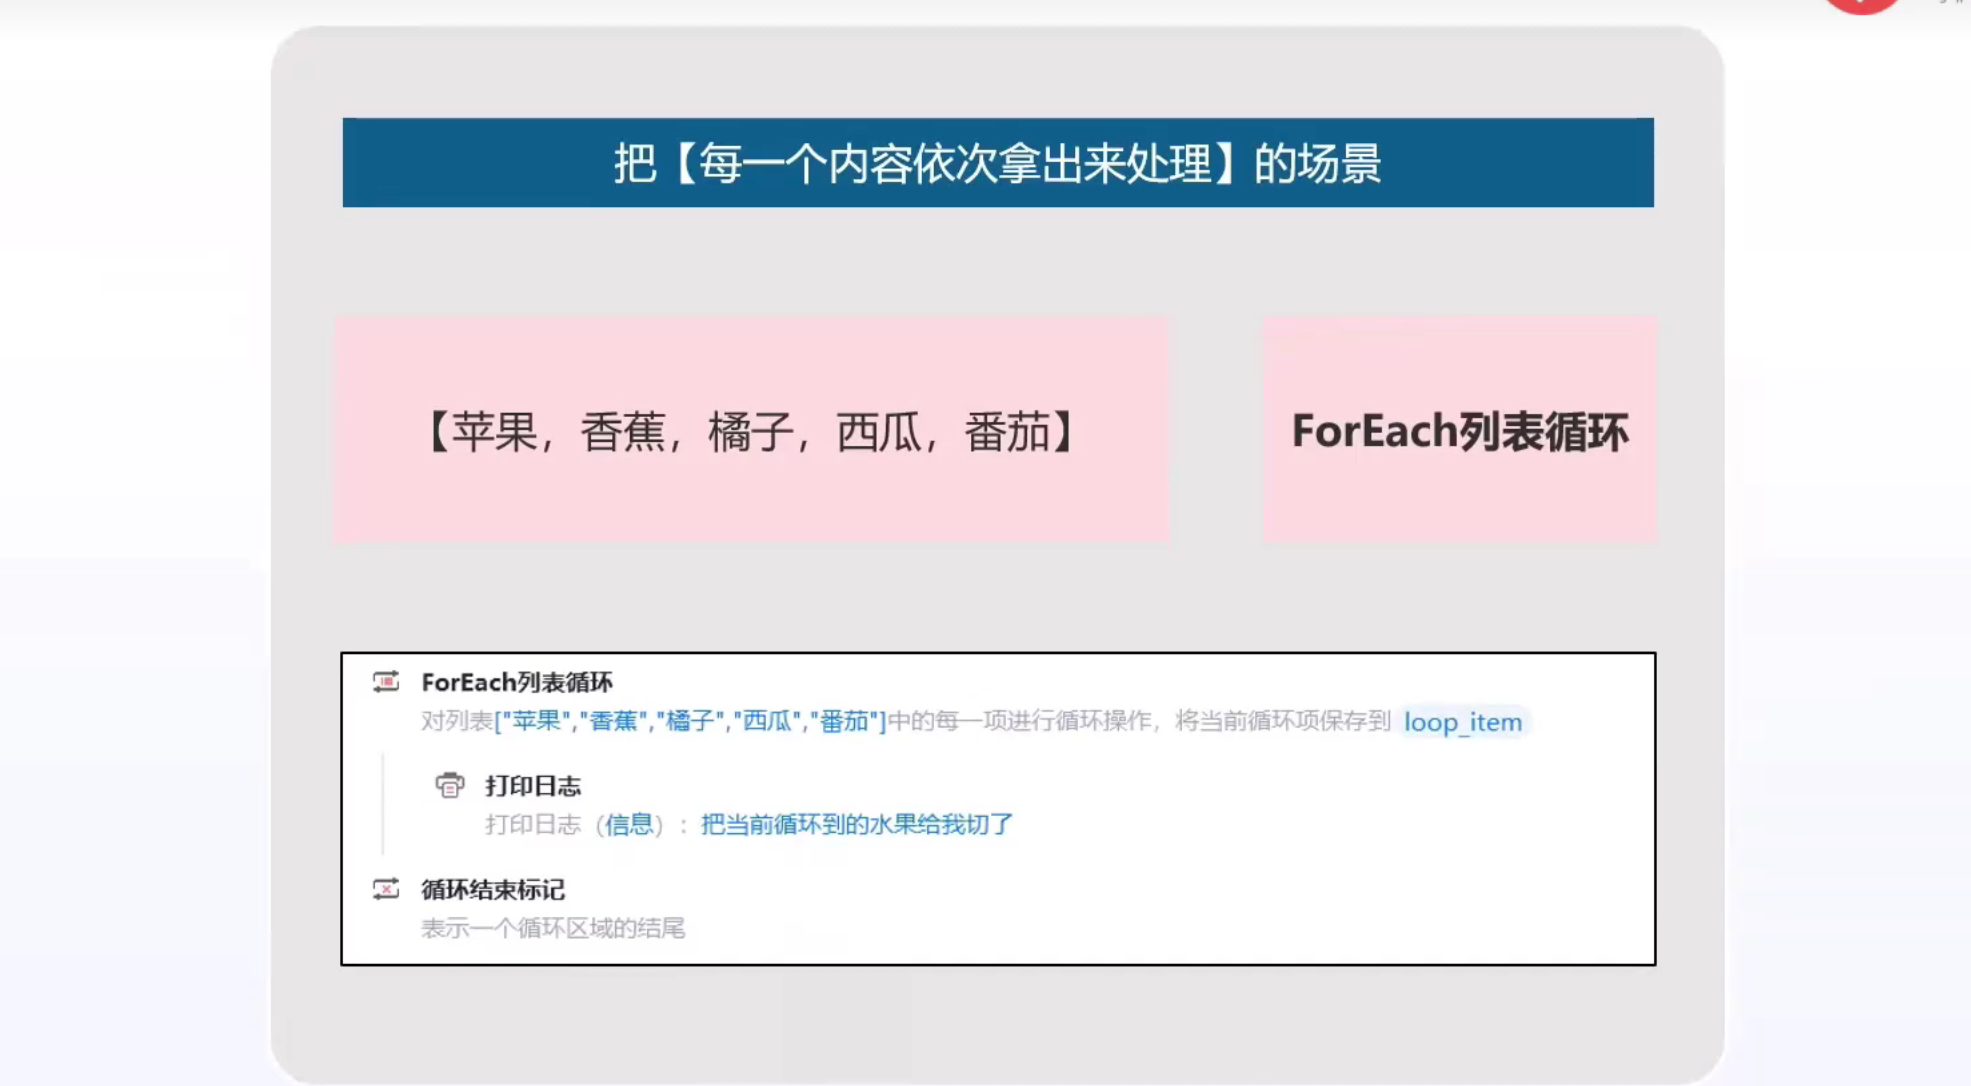 把【每一个内容依次拿出来处理】的场景
【苹果，香蕉，橘子，西瓜，番茄】
ForEach列表循环
ForEach列表循环
对列表["苹果","香蕉","橘子","西瓜","番茄"]中的每一项进行循环操作，将当前循环项保存到 loop_item
打印日志
打印日志（信息）：把当前循环到的水果给我切了
循环结束标记
表示一个循环区域的结尾